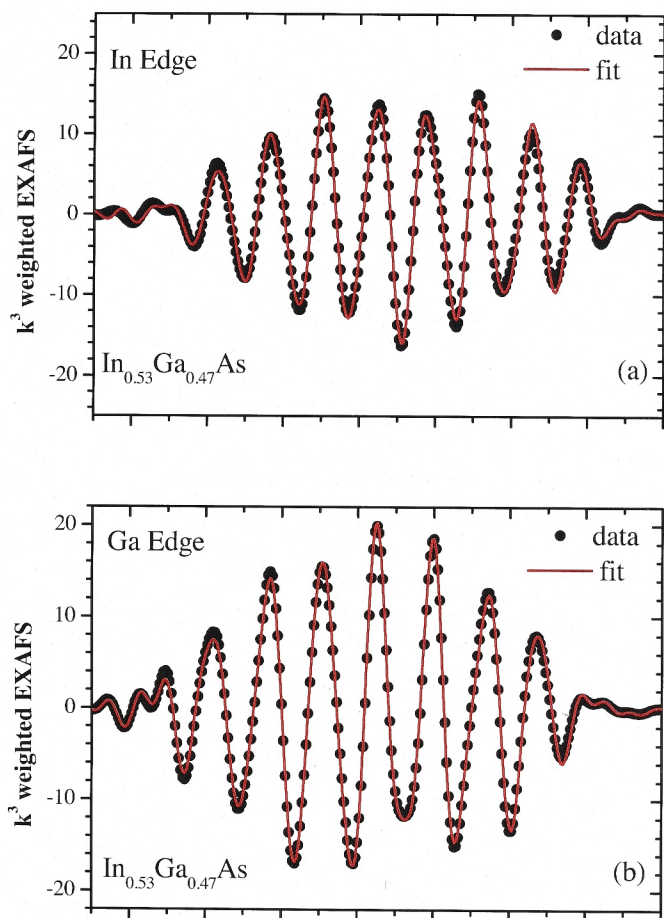 20
10
0
-10
-20
k³ weighted EXAFS
In Edge
data
fit
In₀.₅₃Ga₀.₄₇As
(a)
20
10
0
-10
-20
k³ weighted EXAFS
Ga Edge
data
fit
In₀.₅₃Ga₀.₄₇As
(b)